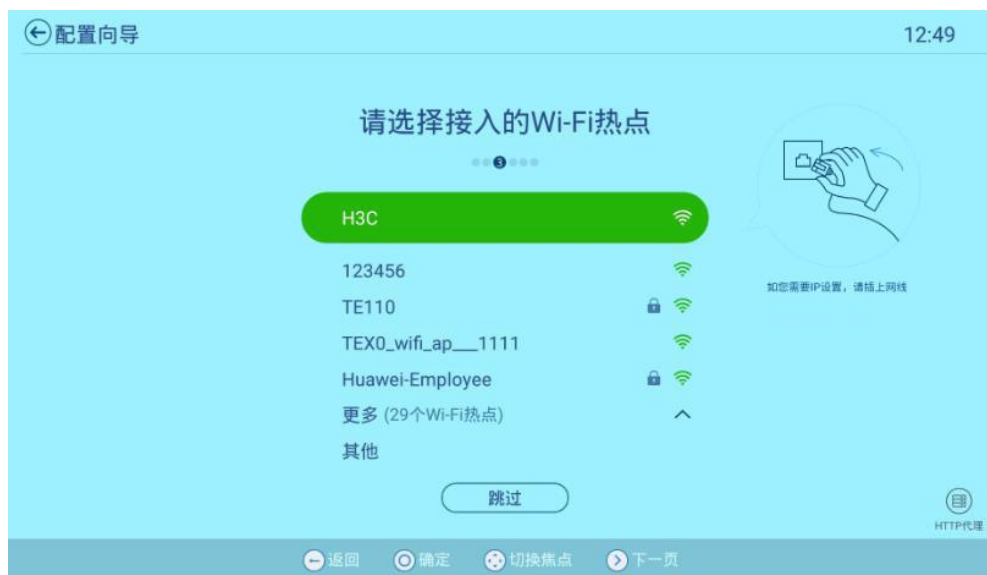 配置向导
12:49
请选择接入的Wi-Fi热点
3
H3C
123456
TE110
TEX0_wifi_ap___1111
Huawei-Employee
更多 (29个Wi-Fi热点)
其他
跳过
如您需要IP设置，请插上网线
HTTP代理
返回 确定 切换焦点 下一页